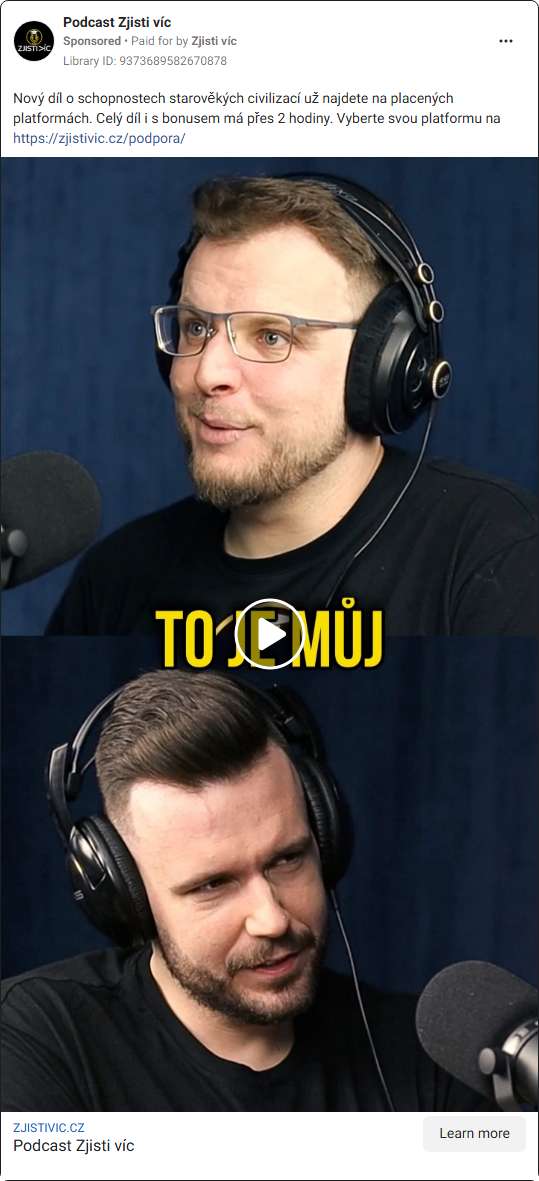 Podcast Zjisti víc
Sponsored • Paid for by Zjisti víc
Library ID: 9373689582670878
ZJISTIVÍC
Nový díl o schopnostech starověkých civilizací už najdete na placených
platformách. Celý díl i s bonusem má přes 2 hodiny. Vyberte svou platformu na
https://zjistivic.cz/podpora/
TO JE MŮJ
ZJISTIVIC.CZ
Podcast Zjisti víc
Learn more